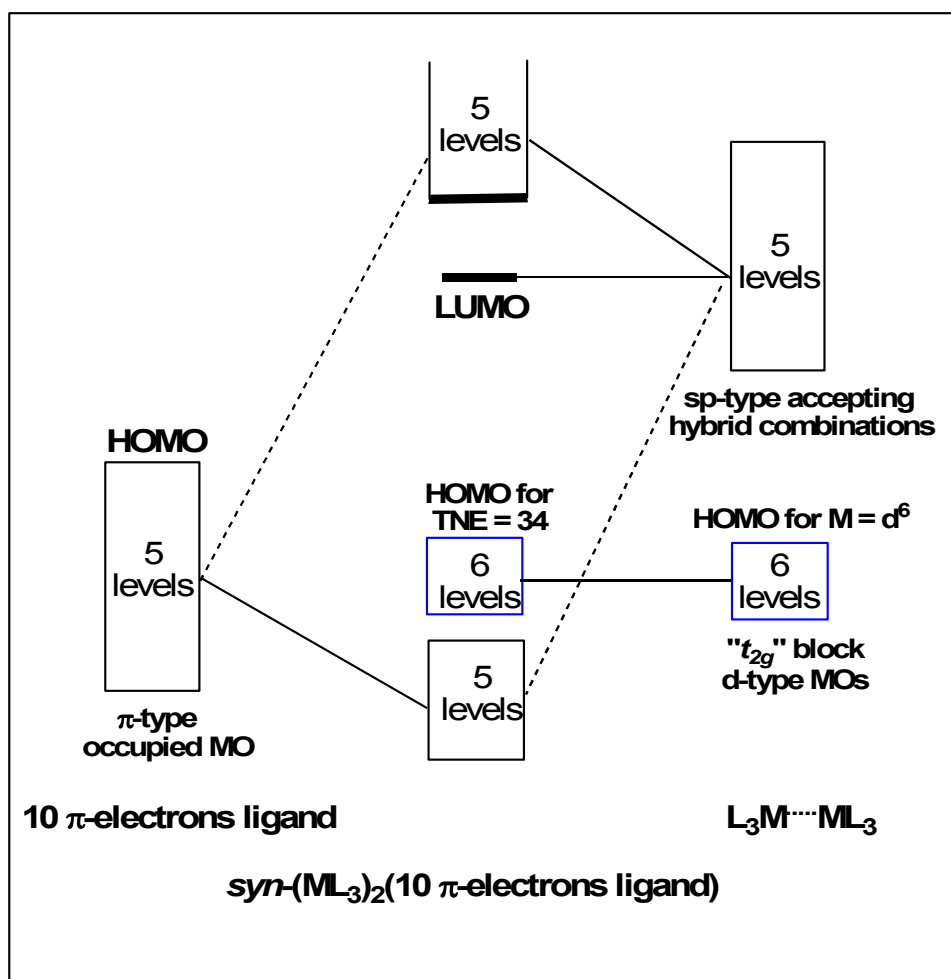 5
levels
LUMO
5
levels
sp-type accepting
hybrid combinations
HOMO
5
levels
π-type
occupied MO
HOMO for
TNE = 34
6
levels
HOMO for M = d⁶
6
levels
"t₂g" block
d-type MOs
5
levels
10 π-electrons ligand
L₃M·····ML₃
syn-(ML₃)₂(10 π-electrons ligand)